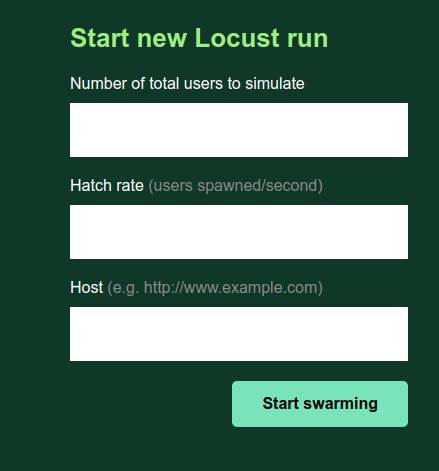 Start new Locust run
Number of total users to simulate
Hatch rate (users spawned/second)
Host (e.g. http://www.example.com)
Start swarming